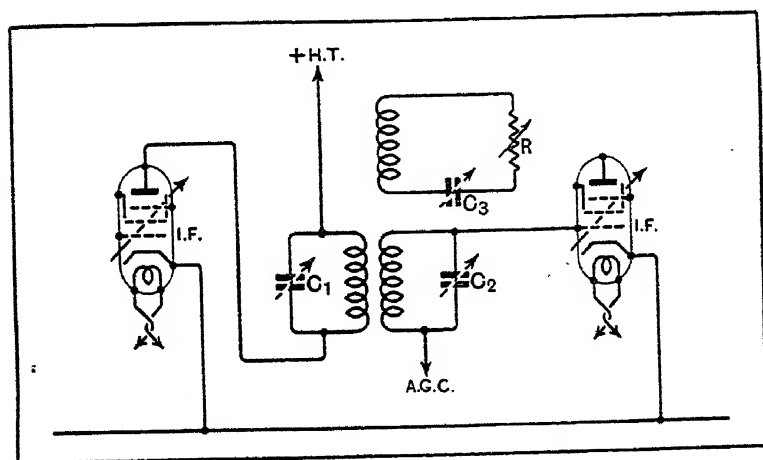 +H.T.
R
C3
I.F.
I.F.
C1
C2
A.G.C.